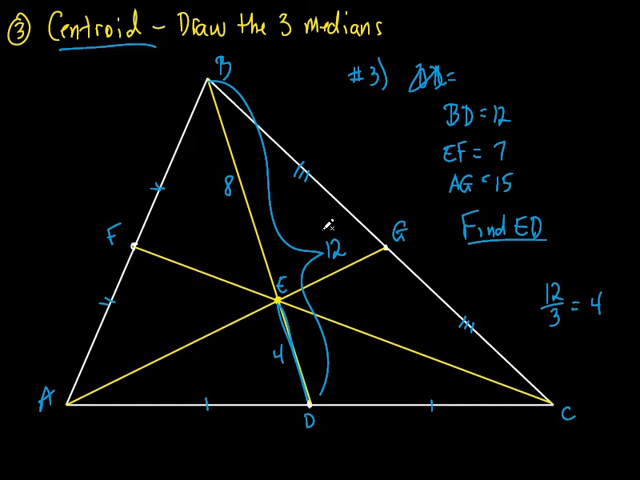 ③ Centroid - Draw the 3 medians
#3)
BD = 12
EF = 7
AG = 15
Find ED
12/3 = 4
B
8
F
G
12
E
4
A
D
C